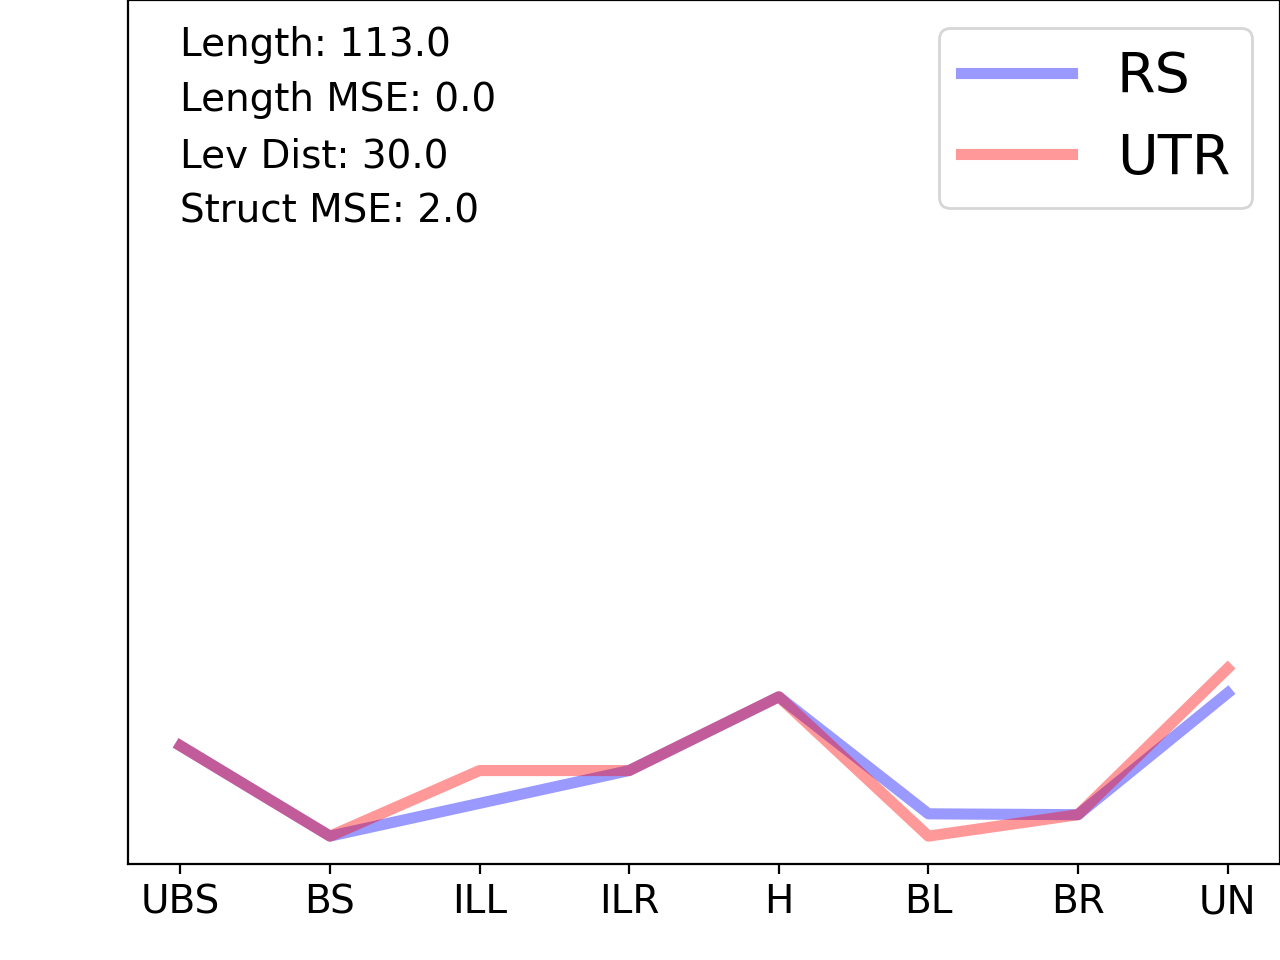 Length: 113.0
Length MSE: 0.0
Lev Dist: 30.0
Struct MSE: 2.0
RS
UTR
UBS BS ILL ILR H BL BR UN